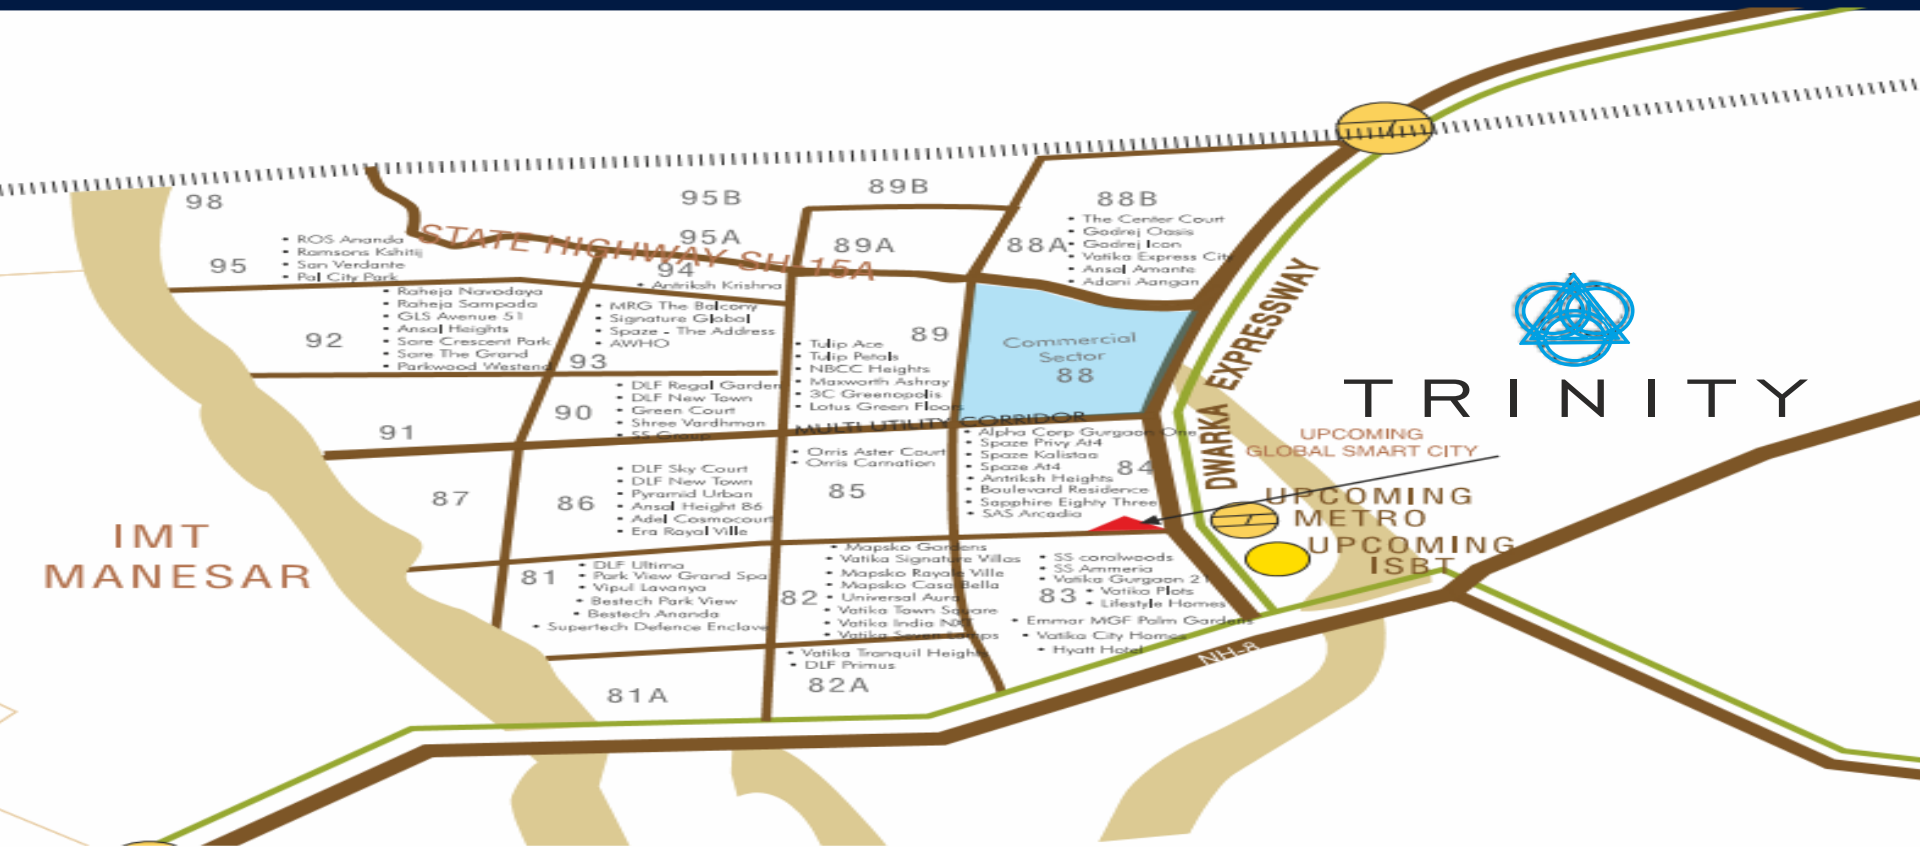 98
95B
89B
88B
• The Center Court
• Godrej Oasis
• Godrej Icon
• Vatika Express City
• Ansal Amante
• Adani Aangan
STATE HIGHWAY SH-15A
95A
89A
88A
95
• ROS Ananda
• Ramsons Kshitij
• San Verdante
• Pal City Park
94
• Antriksh Krishna
92
• Raheja Navodaya
• Raheja Sampada
• GLS Avenue 51
• Ansal Heights
• Sare Crescent Park
• Sare The Grand
• Parkwood Westend
• MRG The Balcony
• Signature Global
• Spaze - The Address
• AWHO
93
89
• Tulip Ace
• Tulip Petals
• NBCC Heights
• Maxworth Ashray
• 3C Greenopolis
• Lotus Green Floors
Commercial
Sector
88
DWARKA EXPRESSWAY
TRINITY
90
• DLF Regal Garden
• DLF New Town
• Green Court
• Shree Vardhman
• SS Group
91
MULTI UTILITY CORRIDOR
UPCOMING
GLOBAL SMART CITY
• Alpha Corp Gurgaon One
• Spaze Privy At4
• Spaze Kalistaa
• Spaze At4
• Antriksh Heights
• Boulevard Residence
• Sapphire Eighty Three
• SAS Arcadia
84
• Orris Aster Court
• Orris Carnation
85
87
86
• DLF Sky Court
• DLF New Town
• Pyramid Urban
• Ansal Height 86
• Adel Cosmocourt
• Era Royal Ville
UPCOMING
METRO
UPCOMING
ISBT
IMT
MANESAR
81
• DLF Ultima
• Park View Grand Spa
• Vipul Lavanya
• Bestech Park View
• Bestech Ananda
• Supertech Defence Enclave
82
• Mapsko Gardens
• Vatika Signature Villas
• Mapsko Royale Ville
• Mapsko Casa Bella
• Universal Aura
• Vatika Town Square
• Vatika India NXT
• Vatika Seven Lamps
83
• SS coralwoods
• SS Ammeria
• Vatika Gurgaon 21
• Vatika Plots
• Lifestyle Homes
• Emmar MGF Palm Gardens
• Vatika City Homes
• Hyatt Hotel
NH-8
• Vatika Tranquil Heights
• DLF Primus
82A
81A